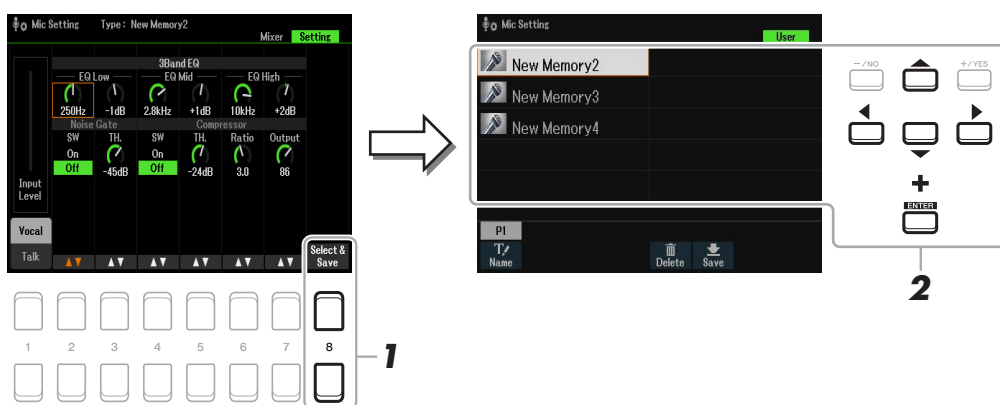 Mic Setting Type : New Memory2
Mixer Setting
3Band EQ
EQ Low EQ Mid EQ High
250Hz -1dB 2.8kHz +1dB 10kHz +2dB
Noise Gate Compressor
SW TH. SW TH. Ratio Output
On On
Off -45dB Off -24dB 3.0 86
Input
Level
Vocal
Talk
Select &
Save
1 2 3 4 5 6 7 8
1
Mic Setting
User
New Memory2
New Memory3
New Memory4
P1
Name Delete Save
-/NO +/YES
+
ENTER
2